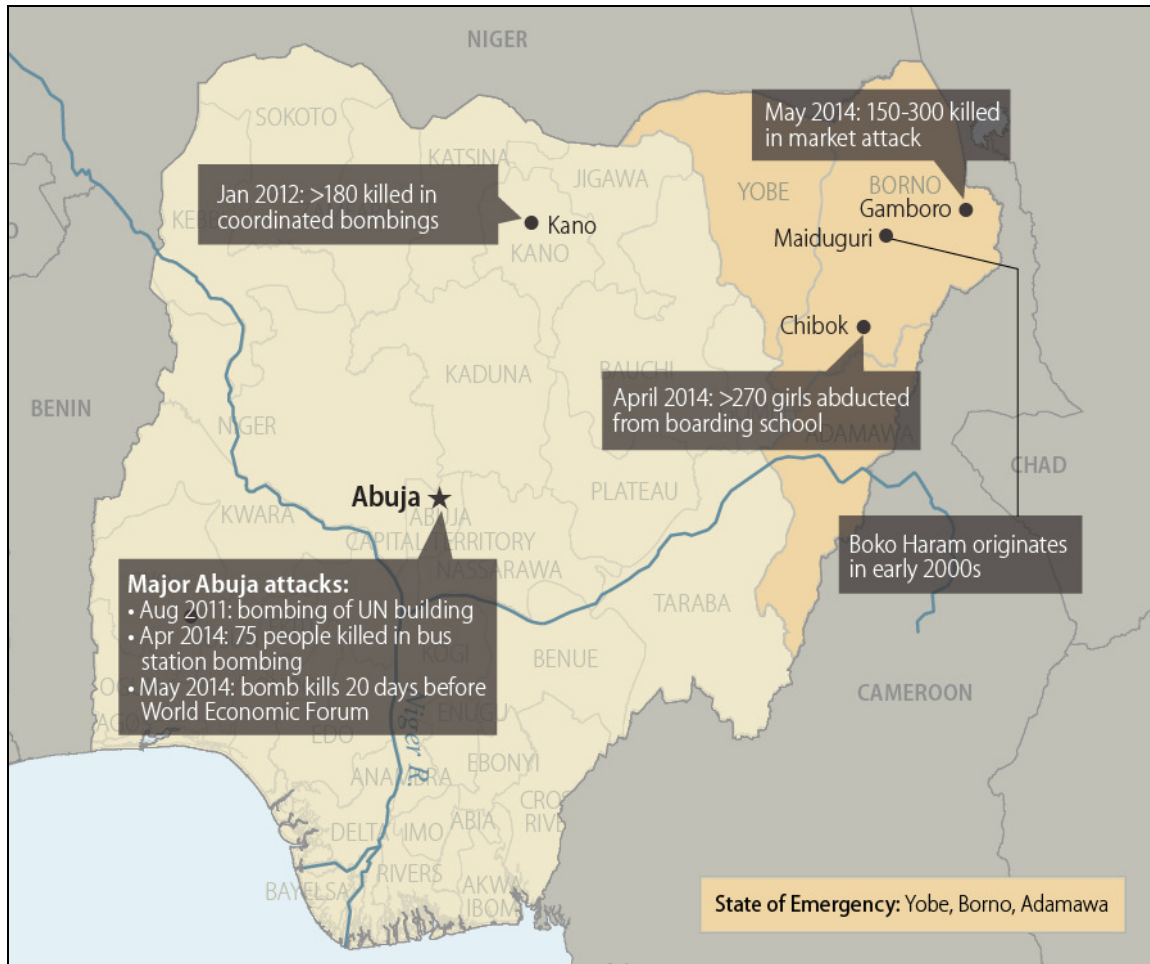 NIGER
SOKOTO
May 2014: 150-300 killed
in market attack
KATSINA
JIGAWA
YOBE
BORNO
Jan 2012: >180 killed in
coordinated bombings
Gamboro
Kano
Maiduguri
KANO
Chibok
BAUCHI
KADUNA
April 2014: >270 girls abducted
from boarding school
BENIN
NIGER
ADAMAWA
CHAD
PLATEAU
Abuja
KWARA
ABUJA
CAPITAL TERRITORY
Boko Haram originates
in early 2000s
NASSARAWA
Major Abuja attacks:
• Aug 2011: bombing of UN building
• Apr 2014: 75 people killed in bus
station bombing
• May 2014: bomb kills 20 days before
World Economic Forum
TARABA
KOGI
BENUE
CAMEROON
ENUGU
Niger R.
EDO
EBONYI
ANAMBRA
CROSS
RIVE
ABIA
DELTA
IMO
RIVERS
BAYELSA
AKWA
IBOM
State of Emergency: Yobe, Borno, Adamawa